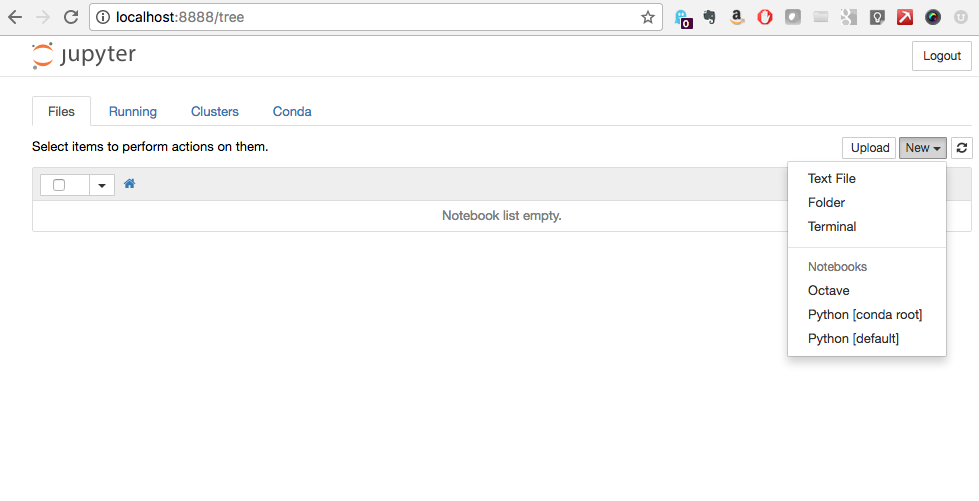 localhost:8888/tree
0
jupyter
Logout
Files Running Clusters Conda
Select items to perform actions on them.
Upload New
Notebook list empty.
Text File
Folder
Terminal
Notebooks
Octave
Python [conda root]
Python [default]